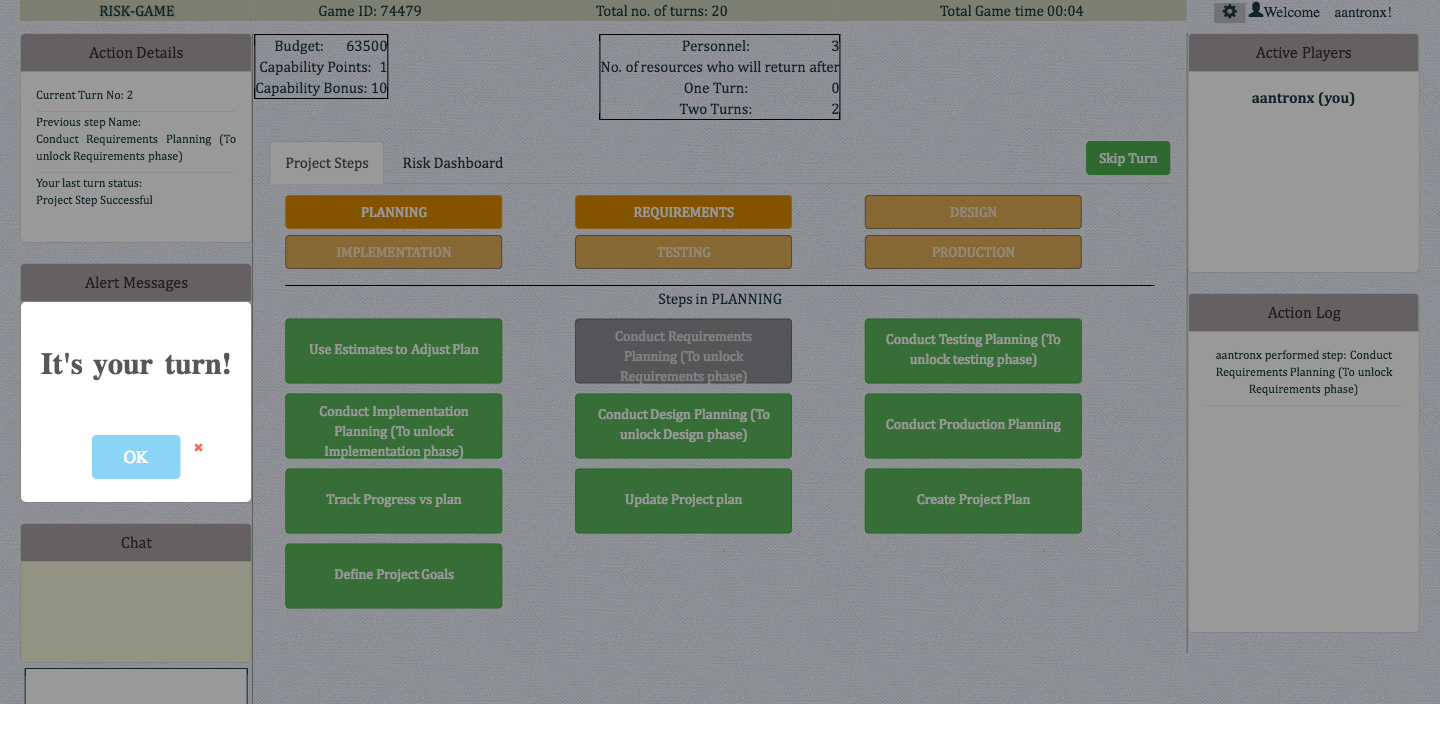 RISK-GAME
Game ID: 74479
Total no. of turns: 20
Total Game time 00:04
Welcome aantronx!
Action Details
Current Turn No: 2
Previous step Name:
Conduct Requirements Planning (To
unlock Requirements phase)
Your last turn status:
Project Step Successful
Alert Messages
It's your turn!
OK
Chat
Budget: 63500
Capability Points: 1
Capability Bonus: 10
Personnel: 3
No. of resources who will return after
One Turn: 0
Two Turns: 2
Project Steps
Risk Dashboard
Skip Turn
PLANNING
REQUIREMENTS
DESIGN
IMPLEMENTATION
TESTING
PRODUCTION
Steps in PLANNING
Use Estimates to Adjust Plan
Conduct Requirements
Planning (To unlock
Requirements phase)
Conduct Testing Planning (To
unlock testing phase)
Conduct Implementation
Planning (To unlock
Implementation phase)
Conduct Design Planning (To
unlock Design phase)
Conduct Production Planning
Track Progress vs plan
Update Project plan
Create Project Plan
Define Project Goals
Active Players
aantronx (you)
Action Log
aantronx performed step: Conduct
Requirements Planning (To unlock
Requirements phase)